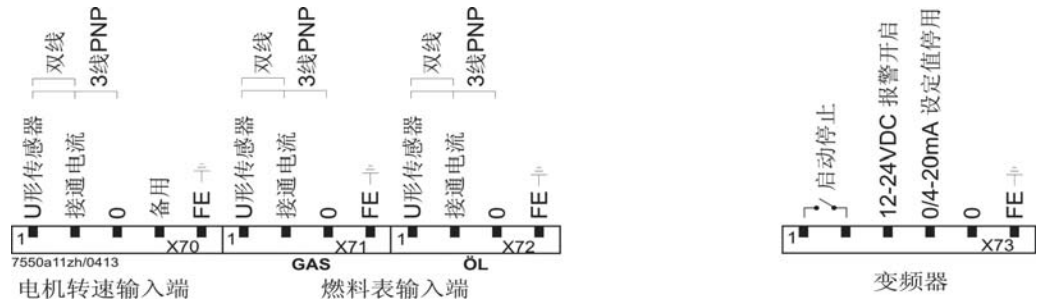 双线
3线PNP
双线
3线PNP
双线
3线PNP
U形传感器
接通电流
0
备用
FE
U形传感器
接通电流
0
FE
U形传感器
接通电流
0
FE
启动停止
12-24VDC 报警开启
0/4-20mA 设定值停用
0
FE
1
X70
1
X71
1
X72
1
X73
7550a11zh/0413
GAS
ÖL
电机转速输入端
燃料表输入端
变频器